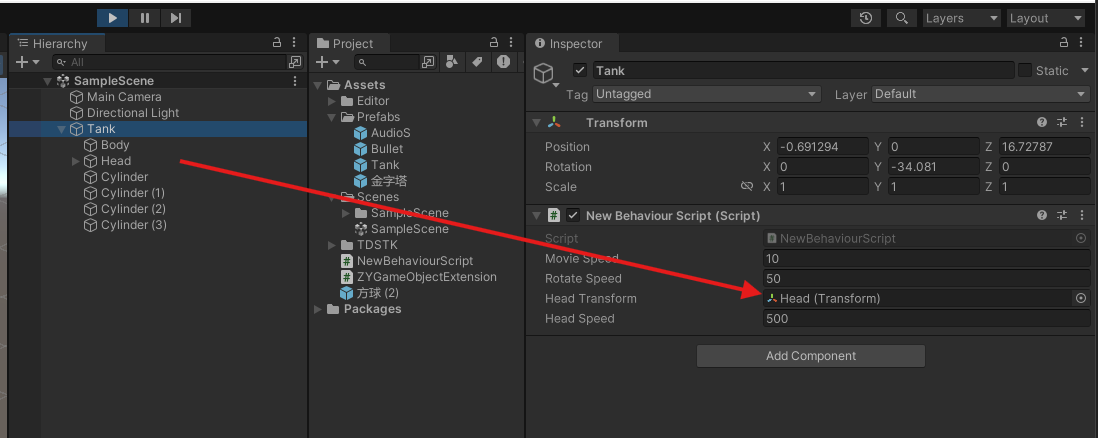 Layers
Layout
Hierarchy
All
SampleScene
Main Camera
Directional Light
Tank
Body
Head
Cylinder
Cylinder (1)
Cylinder (2)
Cylinder (3)
Project
Assets
Editor
Prefabs
AudioS
Bullet
Tank
金字塔
Scenes
SampleScene
SampleScene
TDSTK
NewBehaviourScript
ZYGameObjectExtension
方球 (2)
Packages
Inspector
Tank
Static
Tag Untagged Layer Default
Transform
Position X -0.691294 Y 0 Z 16.72787
Rotation X 0 Y -34.081 Z 0
Scale X 1 Y 1 Z 1
# New Behaviour Script (Script)
Script NewBehaviourScript
Movie Speed 10
Rotate Speed 50
Head Transform Head (Transform)
Head Speed 500
Add Component